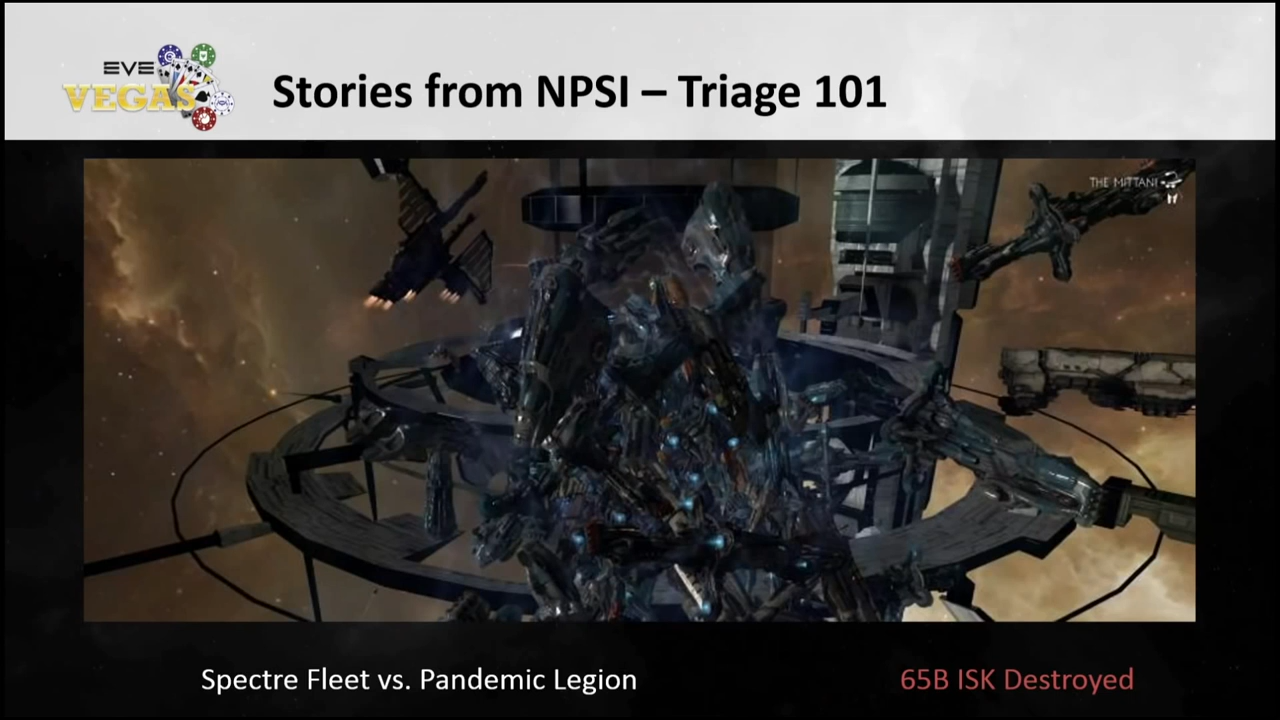 EVE
VEGAS
Stories from NPSI – Triage 101
THE MITTANI
Spectre Fleet vs. Pandemic Legion
65B ISK Destroyed